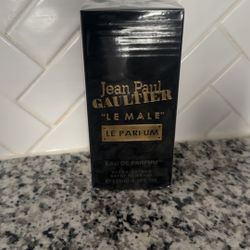 Jean Paul
GAULTIER
"LE MALE"
LE PARFUM
EAU DE PARFUM